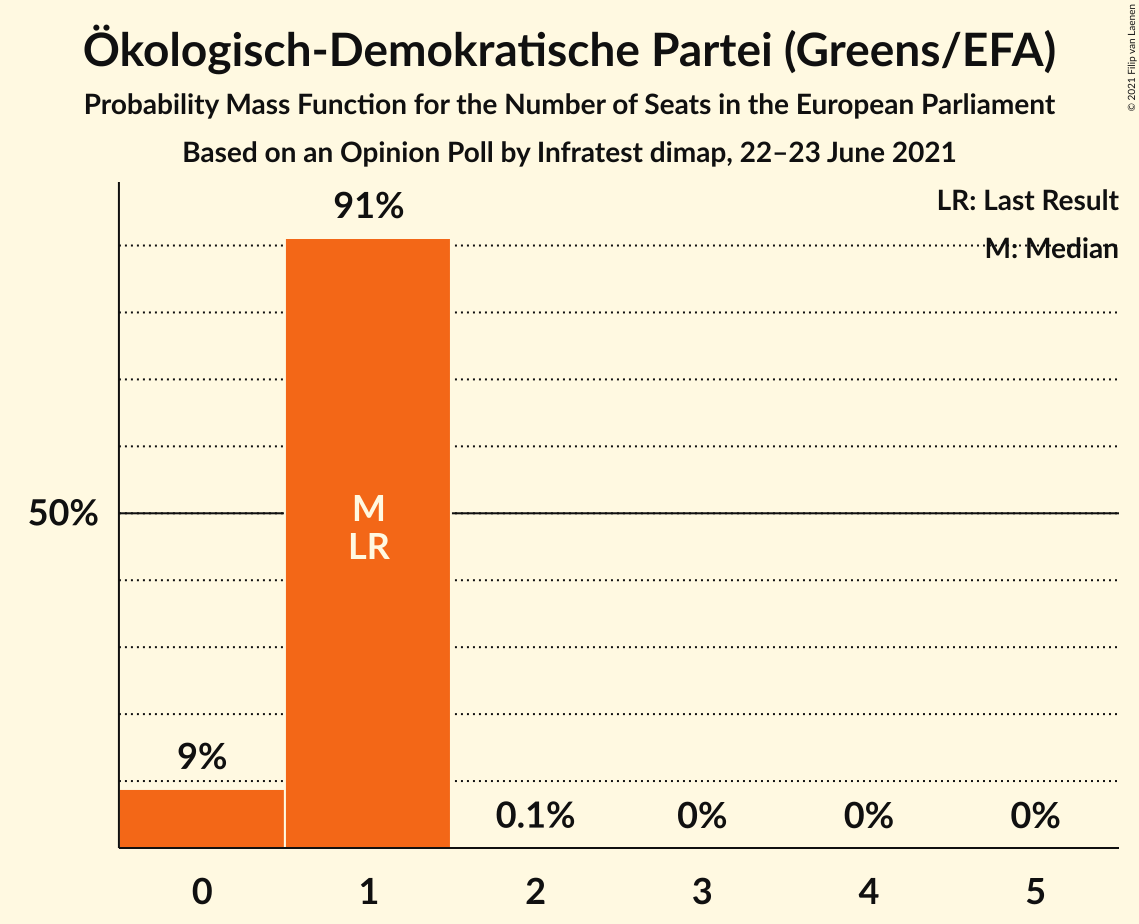 Ökologisch-Demokratische Partei (Greens/EFA)
Probability Mass Function for the Number of Seats in the European Parliament
Based on an Opinion Poll by Infratest dimap, 22–23 June 2021
© 2021 Filip van Laenen
LR: Last Result
M: Median
91%
50%
M
LR
9%
0.1%
0%
0%
0%
0
1
2
3
4
5